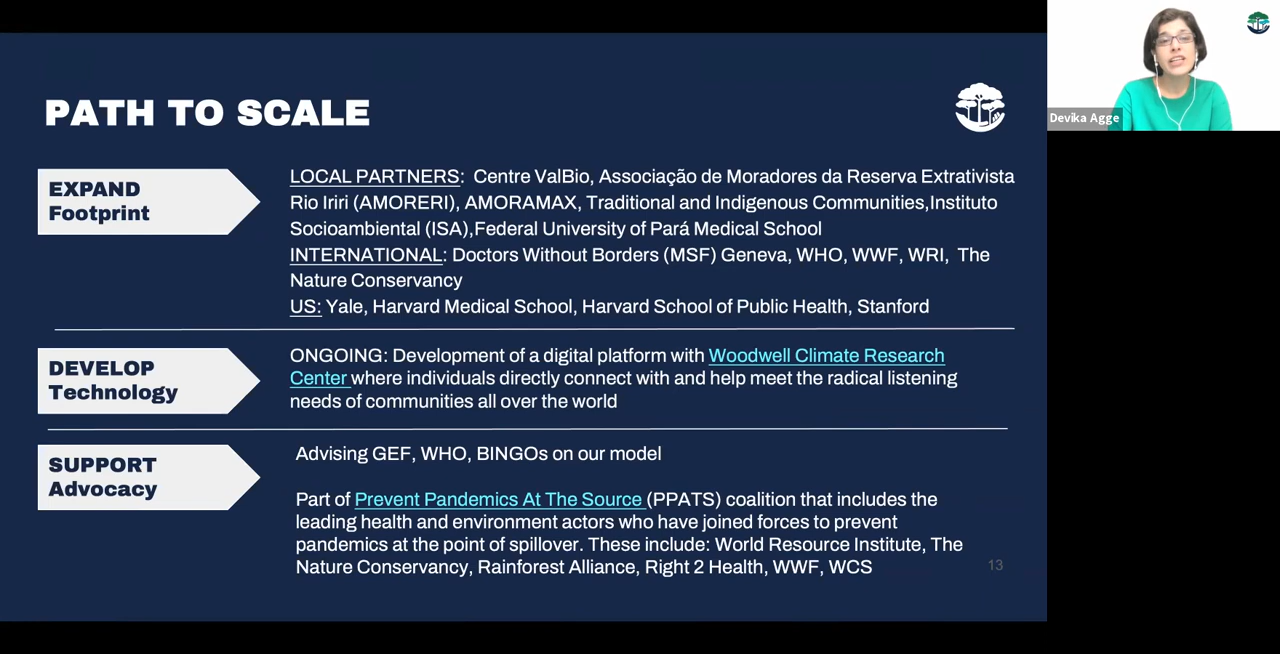 PATH TO SCALE
EXPAND
Footprint
LOCAL PARTNERS:  Centre ValBio, Associação de Moradores da Reserva Extrativista
Rio Iriri (AMORERI), AMORAMAX, Traditional and Indigenous Communities,Instituto
Socioambiental (ISA),Federal University of Pará Medical School
INTERNATIONAL: Doctors Without Borders (MSF) Geneva, WHO, WWF, WRI,  The
Nature Conservancy
US: Yale, Harvard Medical School, Harvard School of Public Health, Stanford
DEVELOP
Technology
ONGOING: Development of a digital platform with Woodwell Climate Research
Center where individuals directly connect with and help meet the radical listening
needs of communities all over the world
SUPPORT
Advocacy
Advising GEF, WHO, BINGOs on our model
Part of Prevent Pandemics At The Source (PPATS) coalition that includes the
leading health and environment actors who have joined forces to prevent
pandemics at the point of spillover. These include: World Resource Institute, The
Nature Conservancy, Rainforest Alliance, Right 2 Health, WWF, WCS
13
Devika Agge